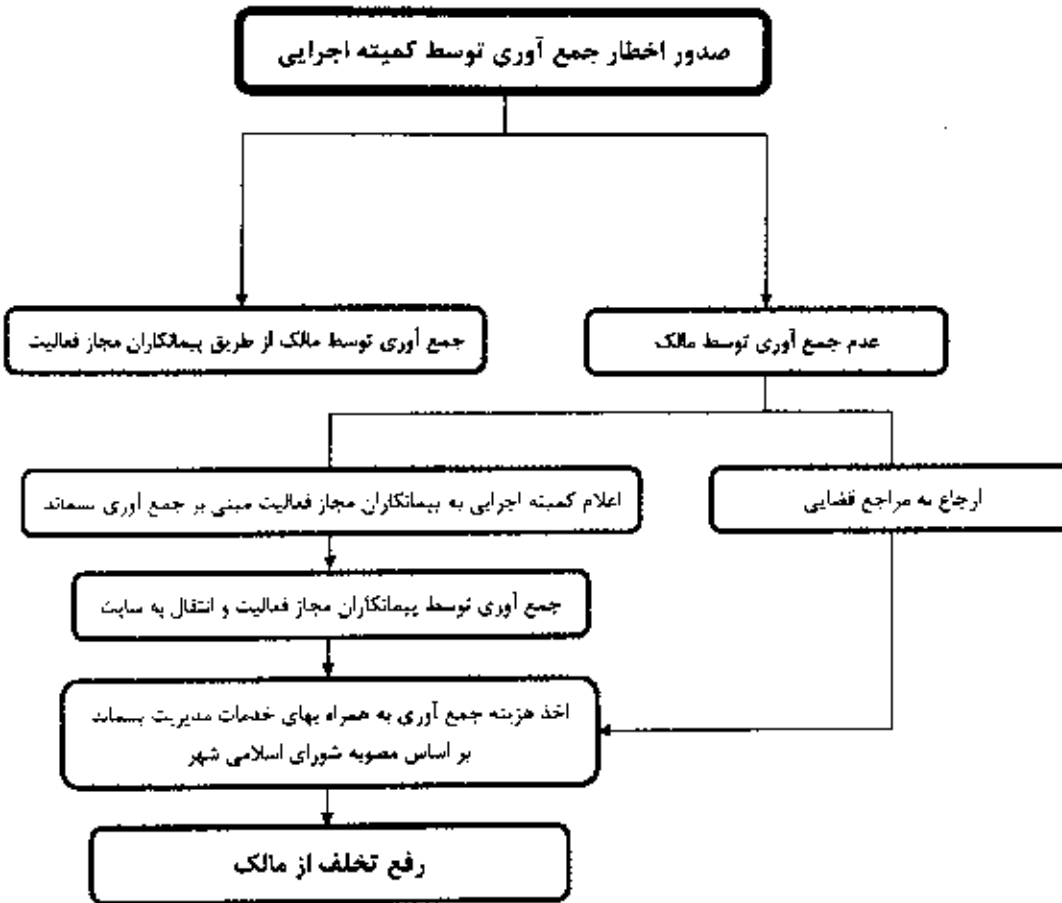 صدور اخطار جمع آوری توسط کمیته اجرایی
جمع آوری توسط مالک از طریق پیمانکاران مجاز فعالیت
عدم جمع آوری توسط مالک
اعلام کمیته اجرایی به پیمانکاران مجاز فعالیت مبنی بر جمع آوری پسماند
ارجاع به مراجع قضایی
جمع آوری توسط پیمانکاران مجاز فعالیت و انتقال به سایت
اخذ هزینه جمع آوری به همراه بهای خدمات مدیریت پسماند
بر اساس مصوبه شورای اسلامی شهر
رفع تخلف از مالک